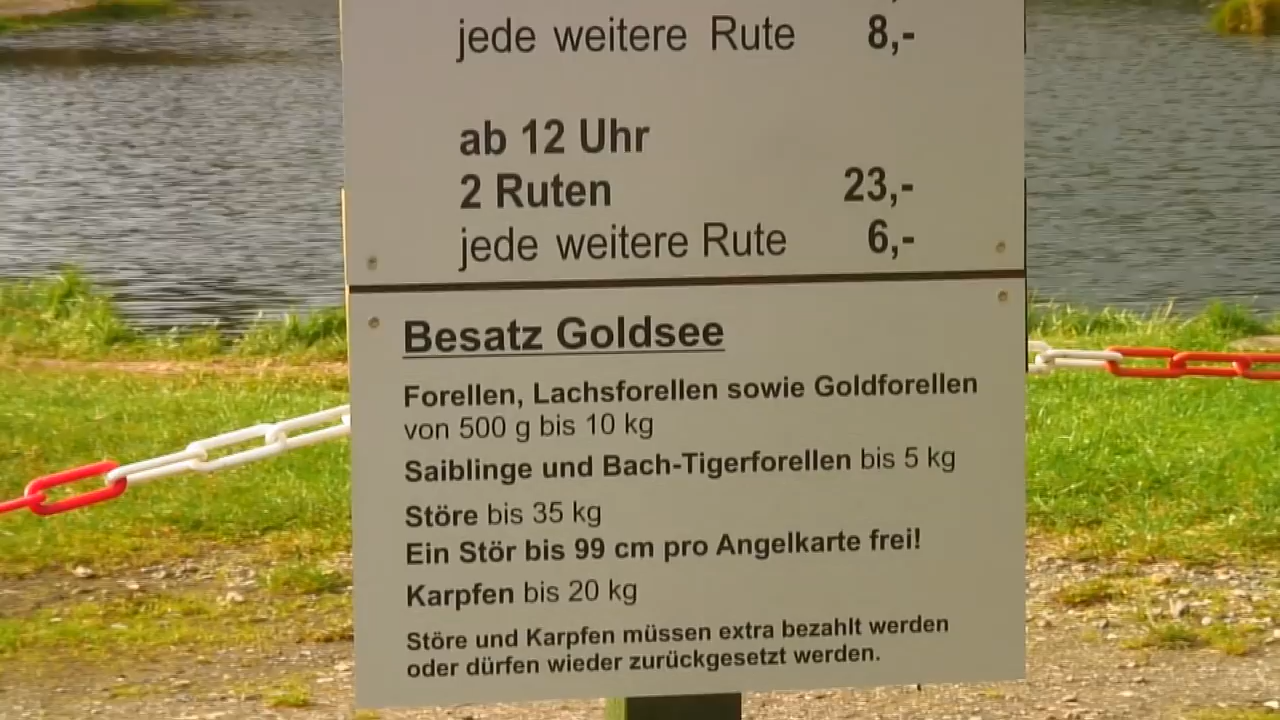 jede weitere Rute 8,-
ab 12 Uhr
2 Ruten 23,-
jede weitere Rute 6,-
Besatz Goldsee
Forellen, Lachsforellen sowie Goldforellen
von 500 g bis 10 kg
Saiblinge und Bach-Tigerforellen bis 5 kg
Störe bis 35 kg
Ein Stör bis 99 cm pro Angelkarte frei!
Karpfen bis 20 kg
Störe und Karpfen müssen extra bezahlt werden
oder dürfen wieder zurückgesetzt werden.